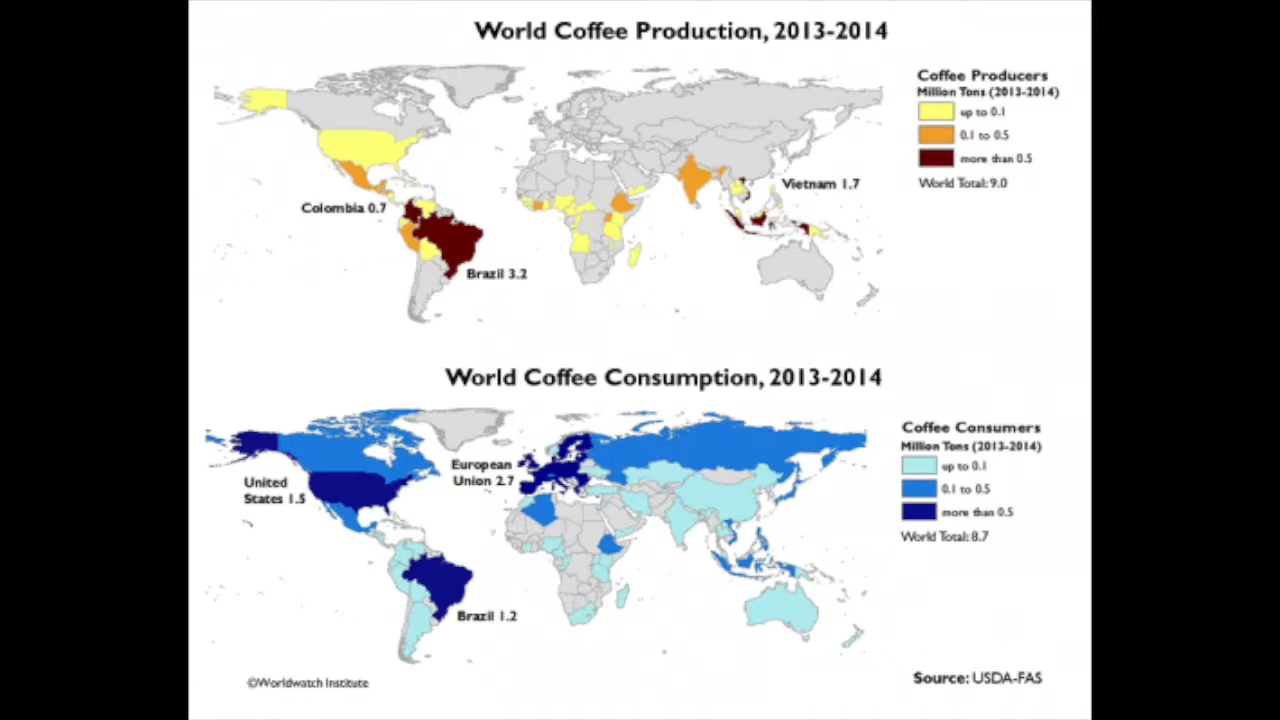 World Coffee Production, 2013-2014
Coffee Producers
Million Tons (2013-2014)
up to 0.1
0.1 to 0.5
more than 0.5
World Total: 9.0
Vietnam 1.7
Colombia 0.7
Brazil 3.2
World Coffee Consumption, 2013-2014
Coffee Consumers
Million Tons (2013-2014)
up to 0.1
0.1 to 0.5
more than 0.5
World Total: 8.7
European
Union 2.7
United
States 1.5
Brazil 1.2
©Worldwatch Institute
Source: USDA-FAS